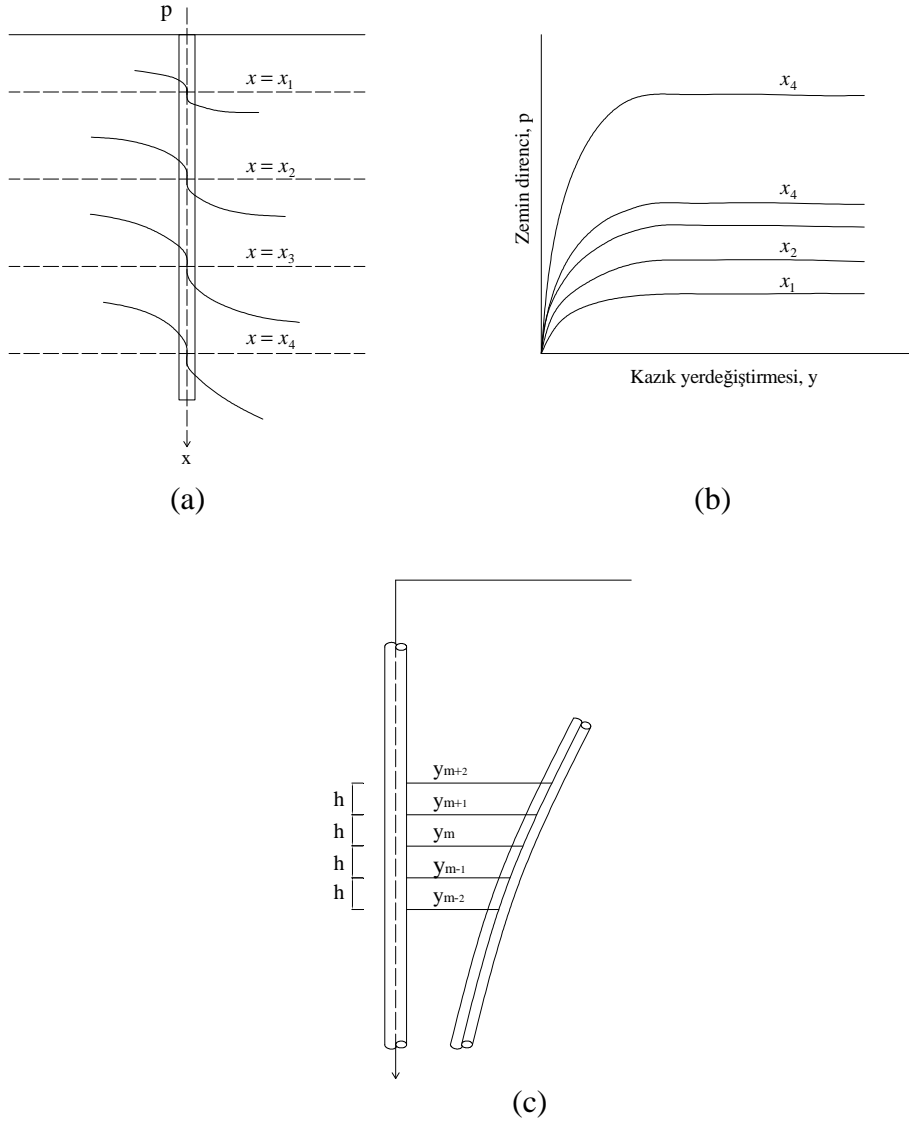 p
x = x₁
x = x₂
x = x₃
x = x₄
x
(a)
Zemin direnci, p
x₄
x₄
x₂
x₁
Kazık yerdeğiştirmesi, y
(b)
ym+2
h
ym+1
h
ym
h
ym-1
h
ym-2
(c)